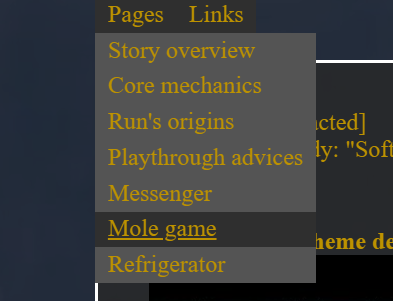 Pages Links
Story overview
Core mechanics
Run's origins
acted]
Playthrough advices
dy: "Soft
Messenger
Mole game
heme de
Refrigerator